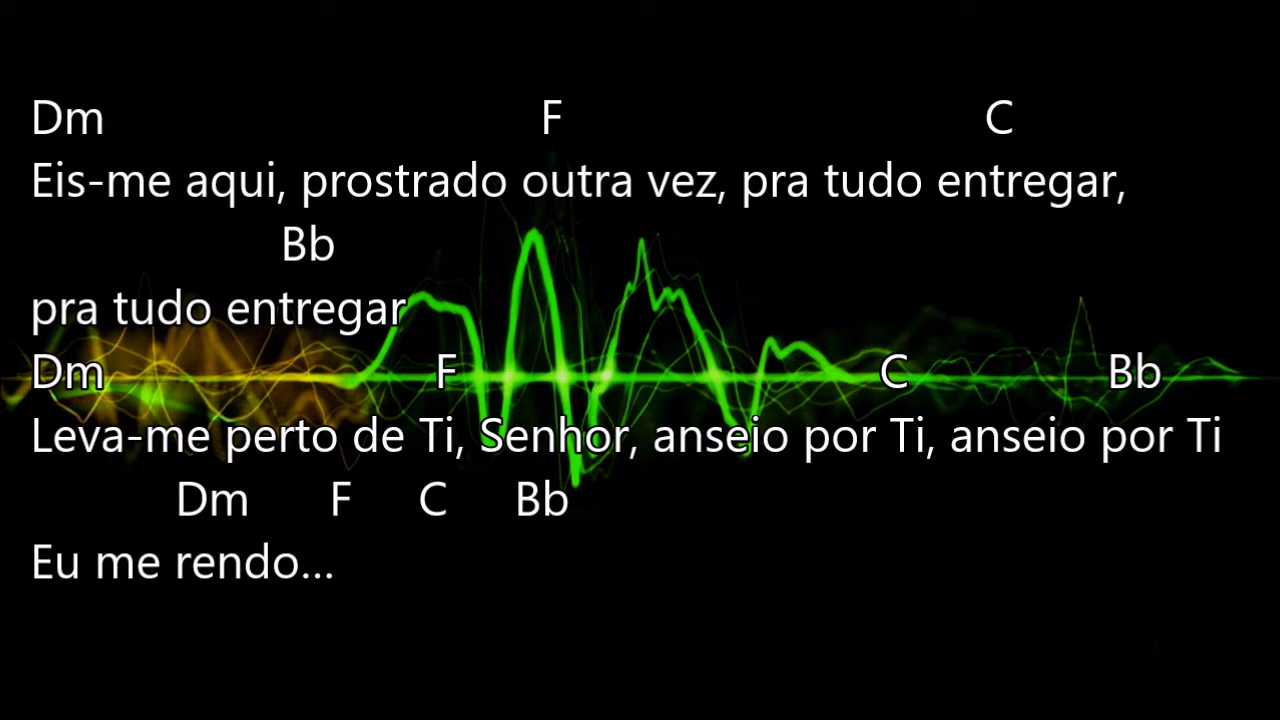 Dm F C
Eis-me aqui, prostrado outra vez, pra tudo entregar,
Bb
pra tudo entregar
Dm F C Bb
Leva-me perto de Ti, Senhor, anseio por Ti, anseio por Ti
Dm F C Bb
Eu me rendo...